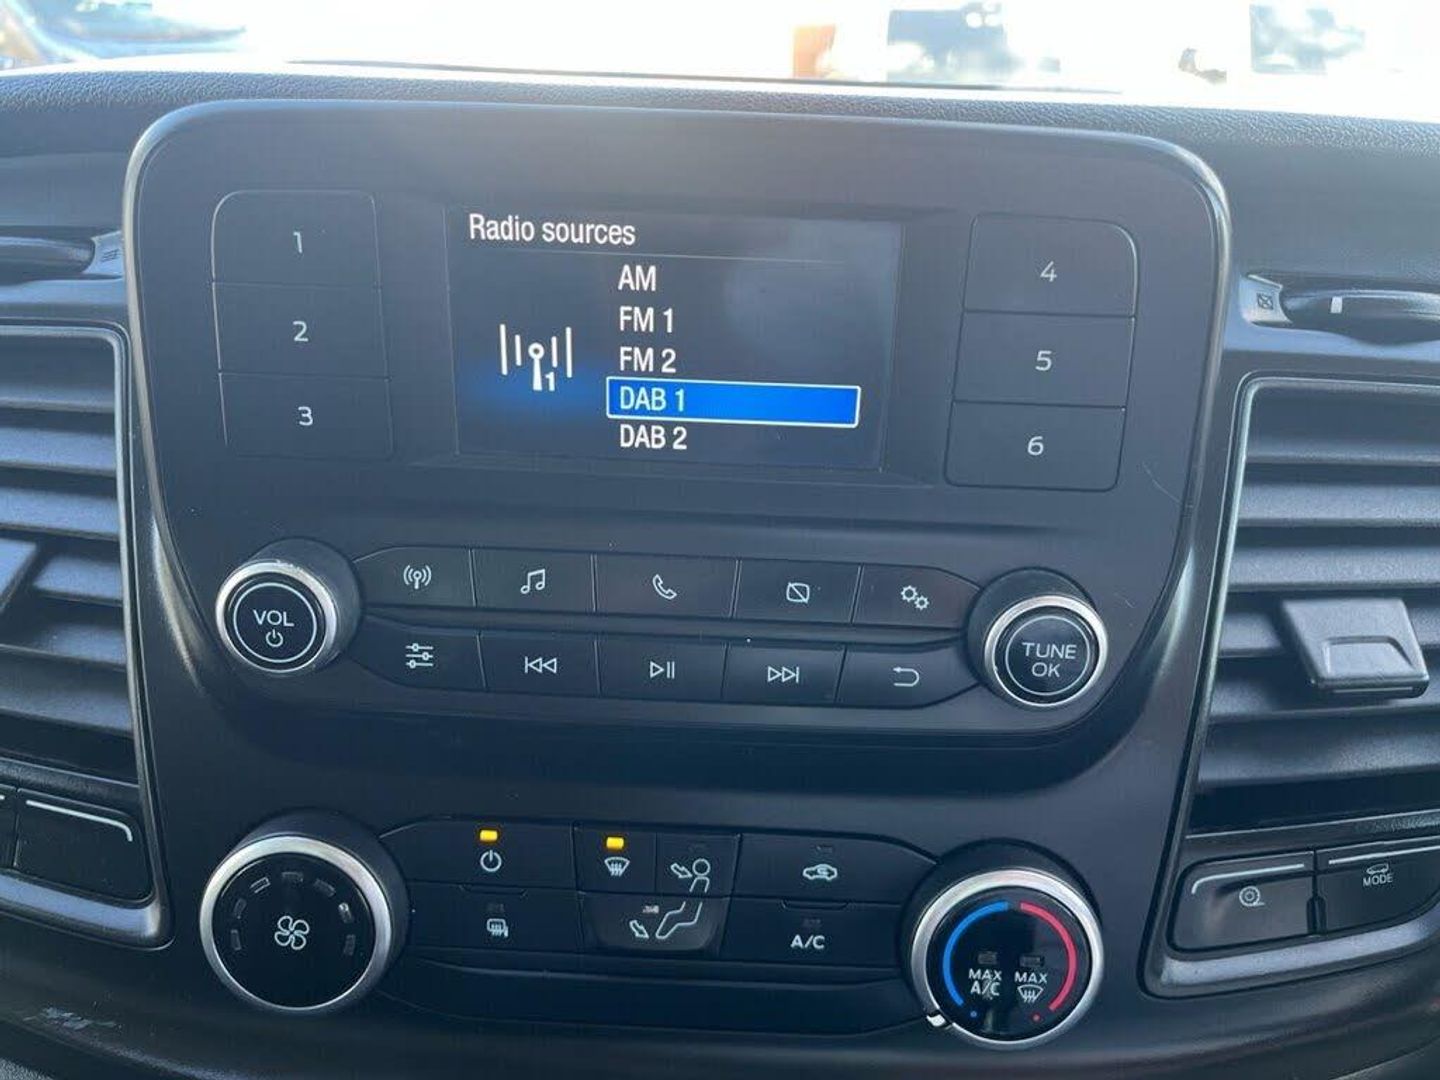 Radio sources
AM
FM 1
FM 2
DAB 1
DAB 2
1
1
2
3
4
5
6
VOL
TUNE
OK
A/C
MAX
A/C
MAX
MODE